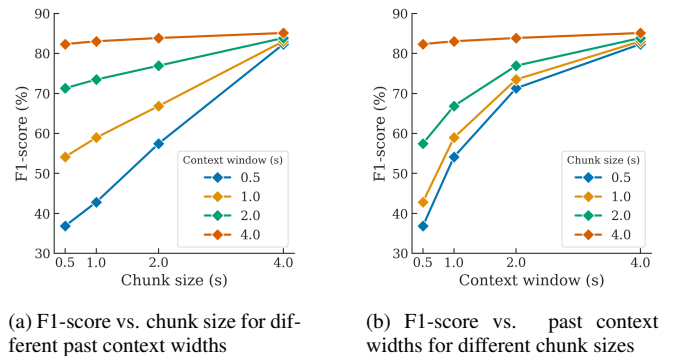 90
80
70
60
50
40
30
F1-score (%)
0.5 1.0 2.0 4.0
Chunk size (s)
Context window (s)
0.5
1.0
2.0
4.0
90
80
70
60
50
40
30
F1-score (%)
0.5 1.0 2.0 4.0
Context window (s)
Chunk size (s)
0.5
1.0
2.0
4.0
(a) F1-score vs. chunk size for dif-
ferent past context widths
(b) F1-score vs. past context
widths for different chunk sizes